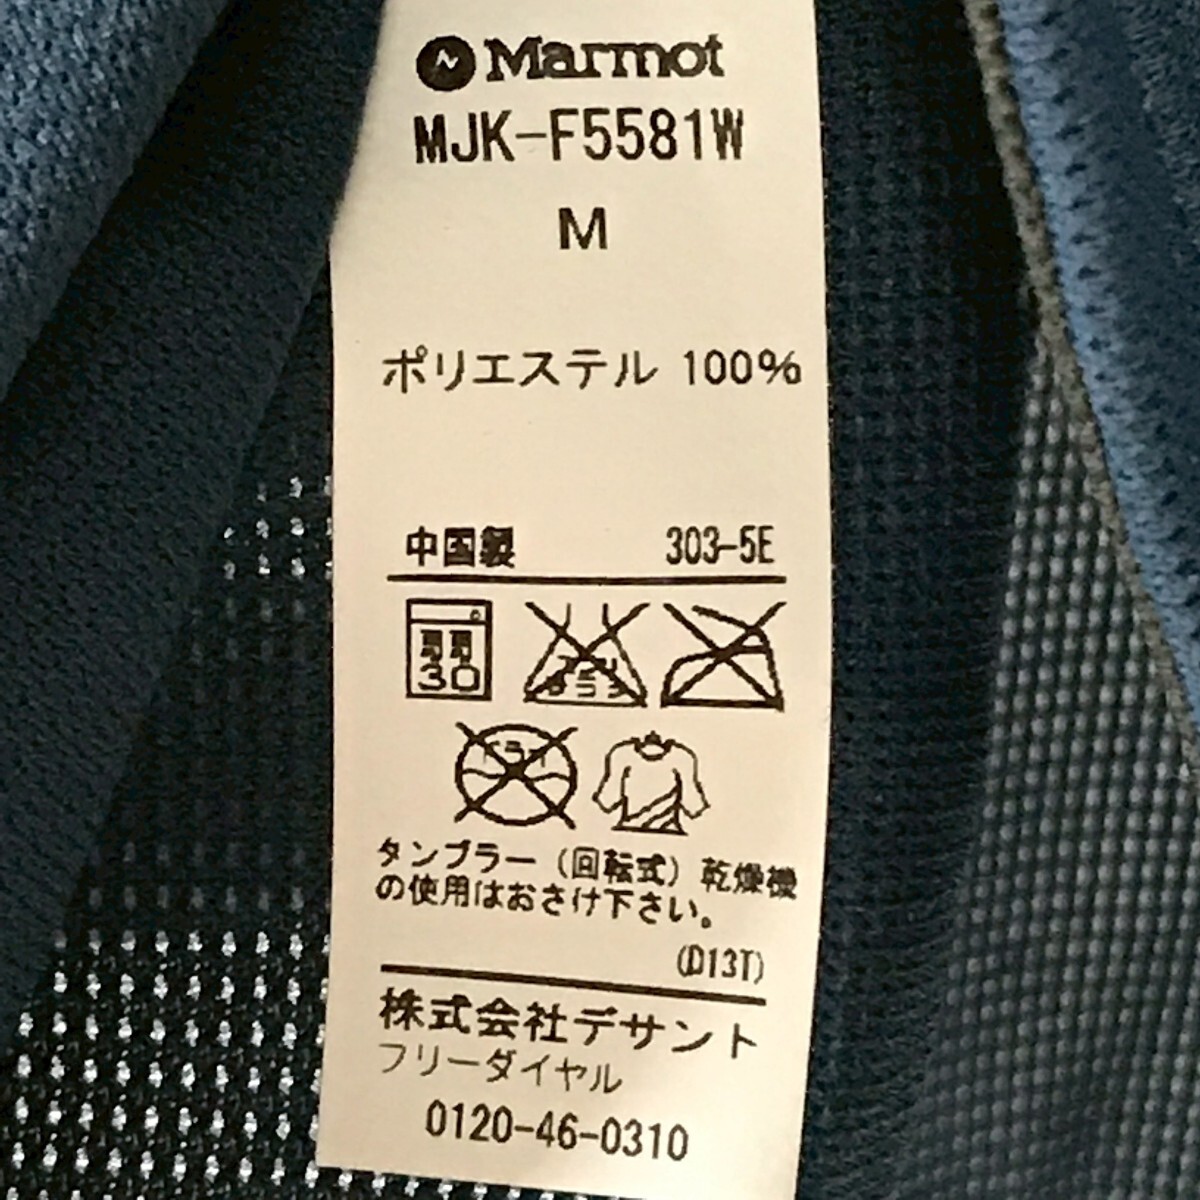 Marmot
MJK-F5581W
M
ポリエステル 100%
中国製 303-5E
30
タンブラー(回転式)乾燥機
の使用はおさけ下さい。
(D13T)
株式会社デサント
フリーダイヤル
0120-46-0310